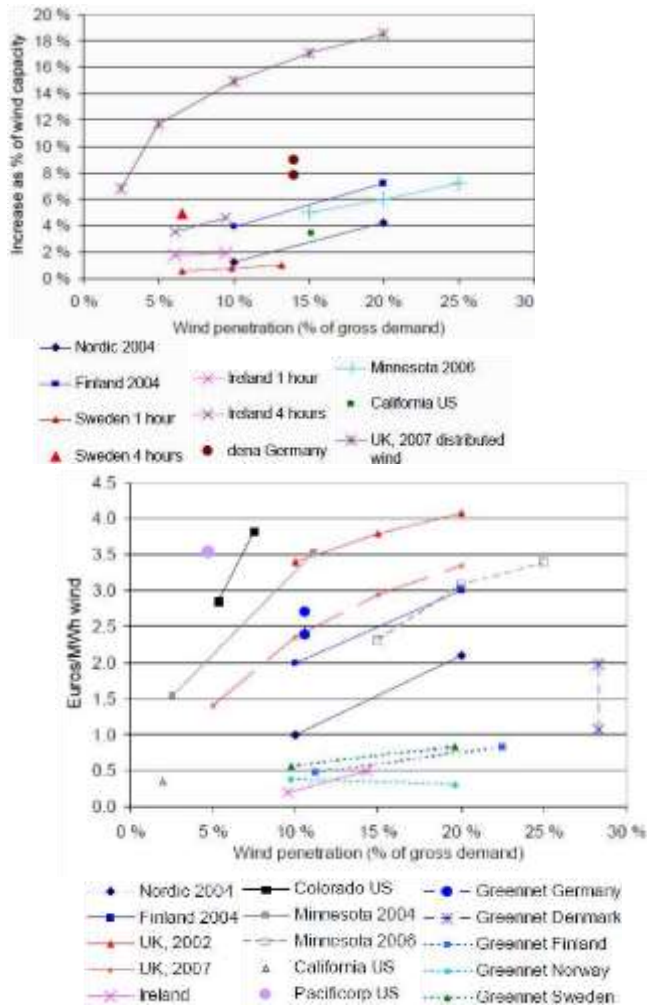 20 %
18 %
16 %
14 %
12 %
10 %
8 %
6 %
4 %
2 %
0 %
Increase as % of wind capacity
0 % 5 % 10 % 15 % 20 % 25 % 30
Wind penetration (% of gross demand)
Nordic 2004
Finland 2004
Sweden 1 hour
Sweden 4 hours
Ireland 1 hour
Ireland 4 hours
dena Germany
Minnesota 2006
California US
UK, 2007 distributed
wind
4.5
4.0
3.5
3.0
2.5
2.0
1.5
1.0
0.5
0.0
Euros/MWh wind
0 % 5 % 10 % 15 % 20 % 25 % 30 %
Wind penetration (% of gross demand)
Nordic 2004
Finland 2004
UK, 2002
UK, 2007
Ireland
Colorado US
Minnesota 2004
Minnesota 2006
California US
Pacificorp US
Greennet Germany
Greennet Denmark
Greennet Finland
Greennet Norway
Greennet Sweden